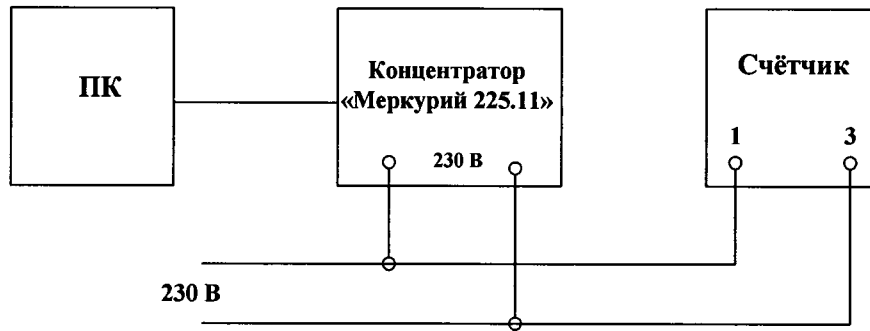 ПК
Концентратор
«Меркурий 225.11»
230 В
Счётчик
1 3
230 В